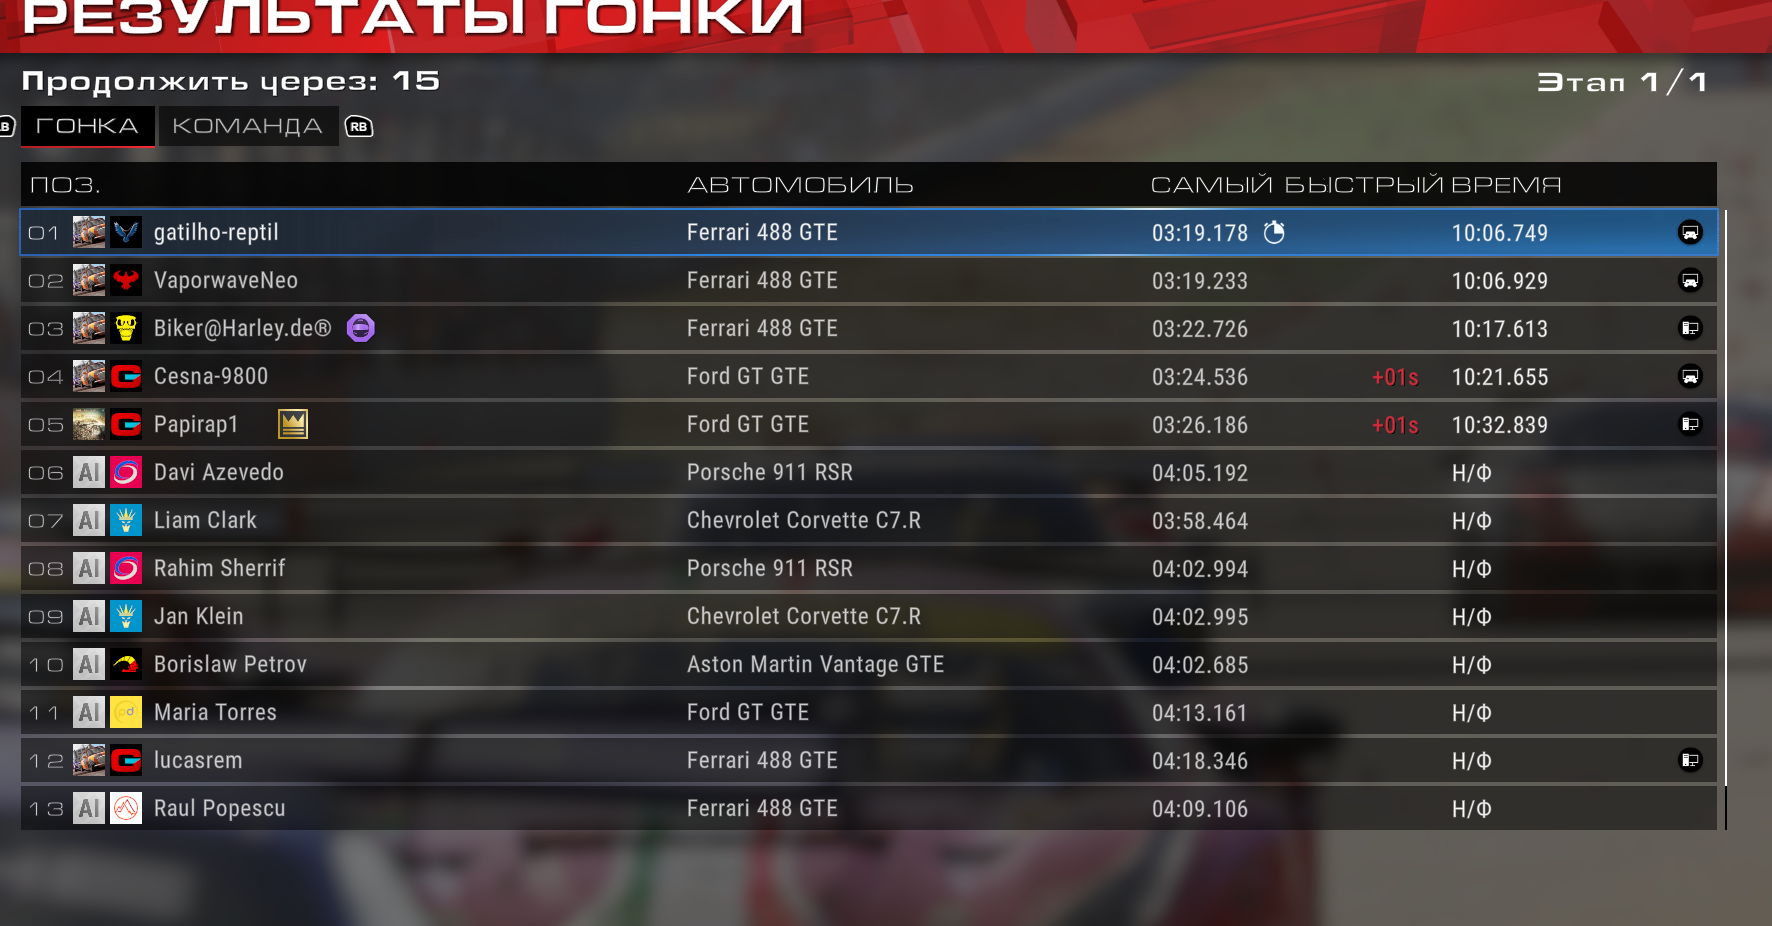 РЕЗУЛЬТАТЫ ГОНКИ
Продолжить через: 15
Этап 1/1
ГОНКА КОМАНДА RB
ПОЗ. АВТОМОБИЛЬ САМЫЙ БЫСТРЫЙ ВРЕМЯ
01 gatilho-reptil Ferrari 488 GTE 03:19.178 10:06.749
02 VaporwaveNeo Ferrari 488 GTE 03:19.233 10:06.929
03 Biker@Harley.de® Ferrari 488 GTE 03:22.726 10:17.613
04 Cesna-9800 Ford GT GTE 03:24.536 +01s 10:21.655
05 Papirap1 Ford GT GTE 03:26.186 +01s 10:32.839
06 AI Davi Azevedo Porsche 911 RSR 04:05.192 Н/Ф
07 AI Liam Clark Chevrolet Corvette C7.R 03:58.464 Н/Ф
08 AI Rahim Sherrif Porsche 911 RSR 04:02.994 Н/Ф
09 AI Jan Klein Chevrolet Corvette C7.R 04:02.995 Н/Ф
10 AI Borislaw Petrov Aston Martin Vantage GTE 04:02.685 Н/Ф
11 AI pd Maria Torres Ford GT GTE 04:13.161 Н/Ф
12 lucasrem Ferrari 488 GTE 04:18.346 Н/Ф
13 AI Raul Popescu Ferrari 488 GTE 04:09.106 Н/Ф